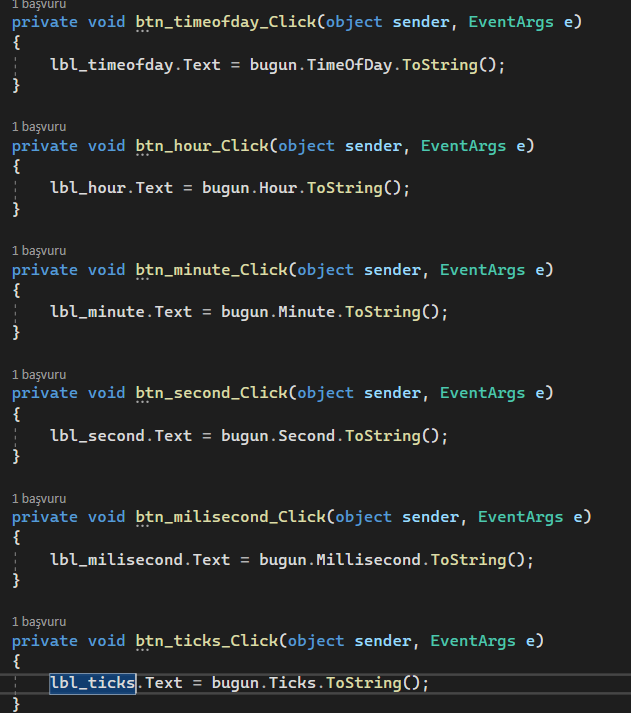 1 başvuru
private void btn_timeofday_Click(object sender, EventArgs e)
{
lbl_timeofday.Text = bugun.TimeOfDay.ToString();
}
1 başvuru
private void btn_hour_Click(object sender, EventArgs e)
{
lbl_hour.Text = bugun.Hour.ToString();
}
1 başvuru
private void btn_minute_Click(object sender, EventArgs e)
{
lbl_minute.Text = bugun.Minute.ToString();
}
1 başvuru
private void btn_second_Click(object sender, EventArgs e)
{
lbl_second.Text = bugun.Second.ToString();
}
1 başvuru
private void btn_milisecond_Click(object sender, EventArgs e)
{
lbl_milisecond.Text = bugun.Millisecond.ToString();
}
1 başvuru
private void btn_ticks_Click(object sender, EventArgs e)
{
lbl_ticks.Text = bugun.Ticks.ToString();
}